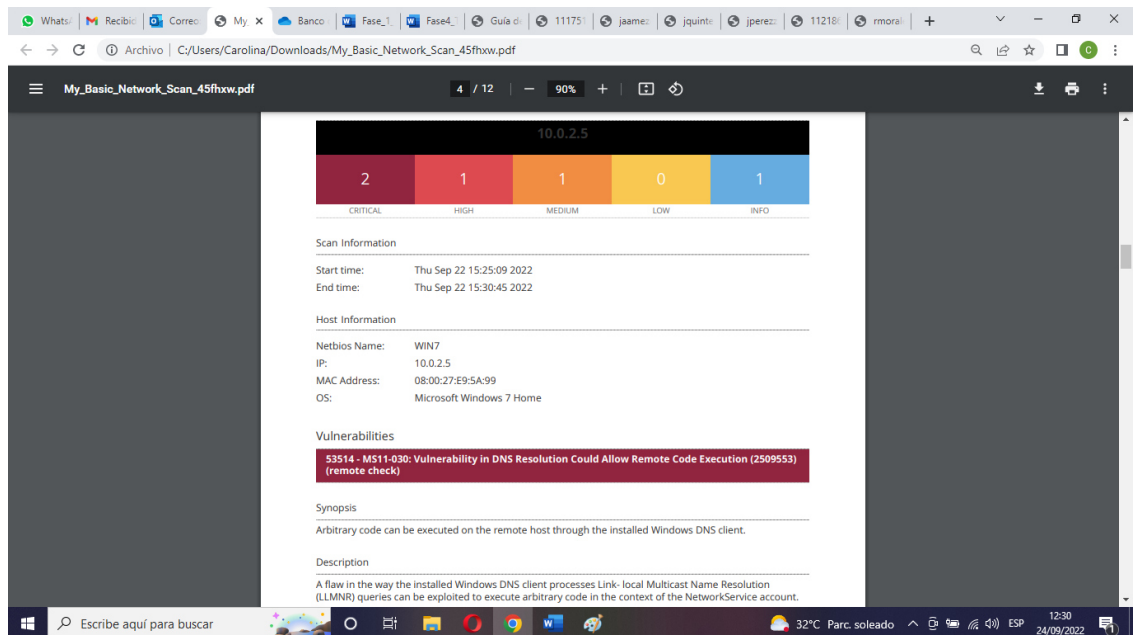 Whats
Recibid
Correo
My
Banco
Fase_1
Fase4_
Guía de
111751
jaamez
jquinte
jperezz
112186
rmoral
Archivo
C:/Users/Carolina/Downloads/My_Basic_Network_Scan_45fhxw.pdf
C
My_Basic_Network_Scan_45fhxw.pdf
4 / 12
90%
10.0.2.5
2 1 1 0 1
CRITICAL HIGH MEDIUM LOW INFO
Scan Information
Start time: Thu Sep 22 15:25:09 2022
End time: Thu Sep 22 15:30:45 2022
Host Information
Netbios Name: WIN7
IP: 10.0.2.5
MAC Address: 08:00:27:E9:5A:99
OS: Microsoft Windows 7 Home
Vulnerabilities
53514 - MS11-030: Vulnerability in DNS Resolution Could Allow Remote Code Execution (2509553)
(remote check)
Synopsis
Arbitrary code can be executed on the remote host through the installed Windows DNS client.
Description
A flaw in the way the installed Windows DNS client processes Link- local Multicast Name Resolution
(LLMNR) queries can be exploited to execute arbitrary code in the context of the NetworkService account.
Escribe aquí para buscar
32°C Parc. soleado
ESP
12:30
24/09/2022